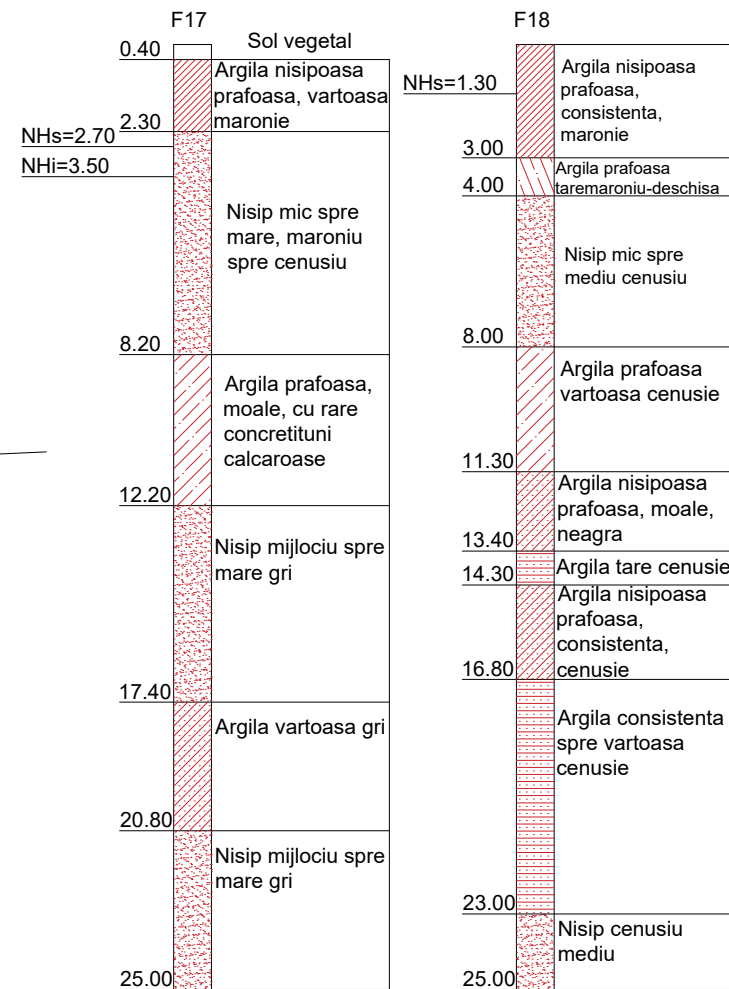 F17
Sol vegetal
0.40
Argila nisipoasa
prafoasa, vartoasa
maronie
2.30
NHs=2.70
NHi=3.50
Nisip mic spre
mare, maroniu
spre cenusiu
8.20
Argila prafoasa,
moale, cu rare
concretituni
calcaroase
12.20
Nisip mijlociu spre
mare gri
17.40
Argila vartoasa gri
20.80
Nisip mijlociu spre
mare gri
25.00
F18
Argila nisipoasa
prafoasa,
consistenta,
maronie
NHs=1.30
3.00
Argila prafoasa
taremaroniu-deschisa
4.00
Nisip mic spre
mediu cenusiu
8.00
Argila prafoasa
vartoasa cenusie
11.30
Argila nisipoasa
prafoasa, moale,
neagra
13.40
Argila tare cenusie
14.30
Argila nisipoasa
prafoasa,
consistenta,
cenusie
16.80
Argila consistenta
spre vartoasa
cenusie
23.00
Nisip cenusiu
mediu
25.00